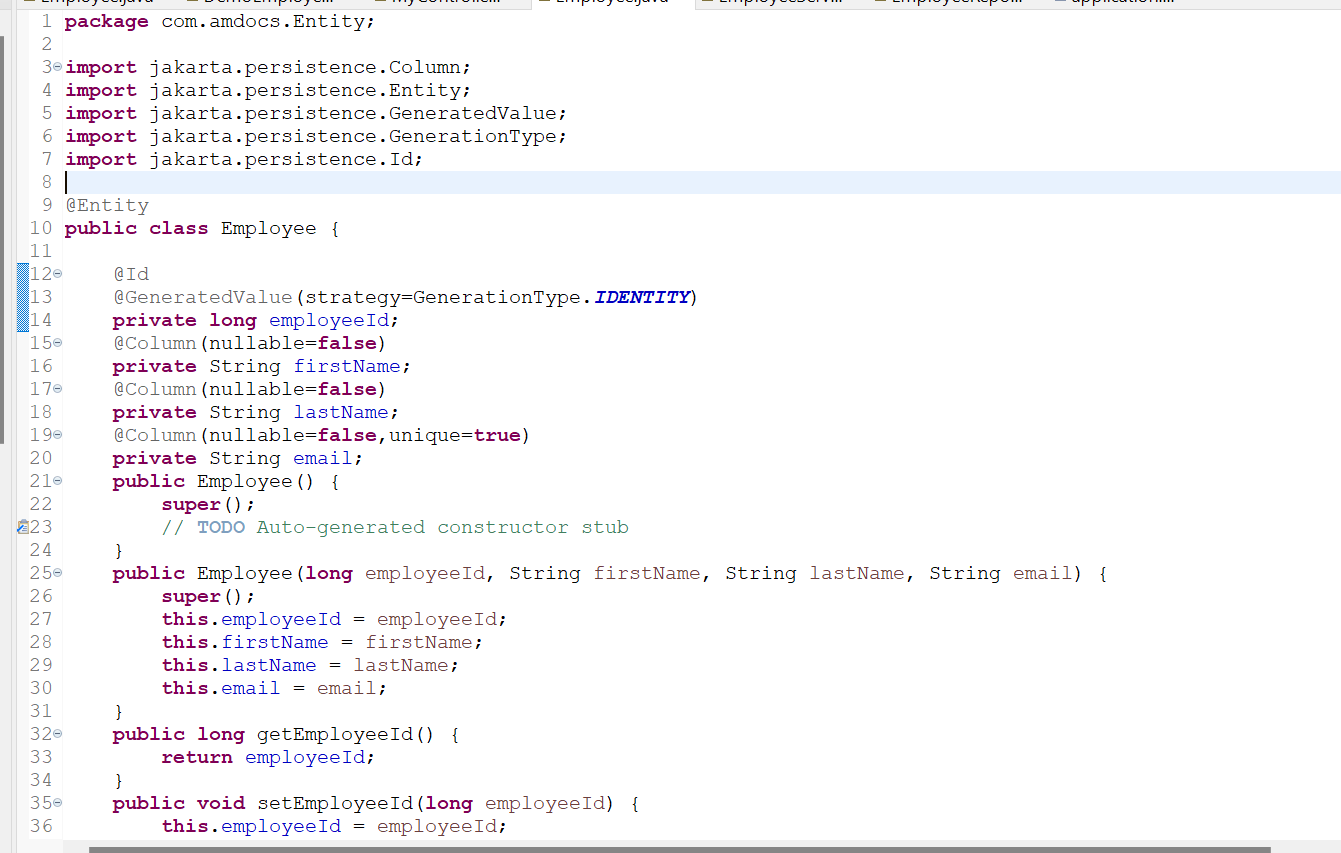 package com.amdocs.Entity;
import jakarta.persistence.Column;
import jakarta.persistence.Entity;
import jakarta.persistence.GeneratedValue;
import jakarta.persistence.GenerationType;
import jakarta.persistence.Id;
@Entity
public class Employee {
@Id
@GeneratedValue(strategy=GenerationType.IDENTITY)
private long employeeId;
@Column(nullable=false)
private String firstName;
@Column(nullable=false)
private String lastName;
@Column(nullable=false,unique=true)
private String email;
public Employee() {
super();
// TODO Auto-generated constructor stub
}
public Employee(long employeeId, String firstName, String lastName, String email) {
super();
this.employeeId = employeeId;
this.firstName = firstName;
this.lastName = lastName;
this.email = email;
}
public long getEmployeeId() {
return employeeId;
}
public void setEmployeeId(long employeeId) {
this.employeeId = employeeId;